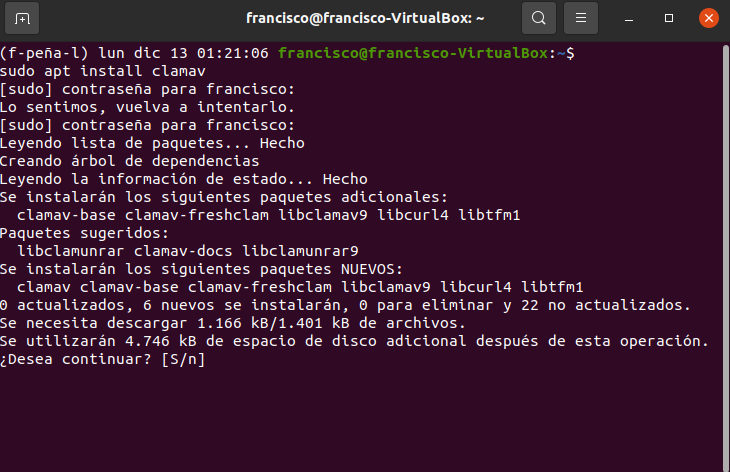 francisco@francisco-VirtualBox: ~
(f-peña-l) lun dic 13 01:21:06 francisco@francisco-VirtualBox:~$
sudo apt install clamav
[sudo] contraseña para francisco:
Lo sentimos, vuelva a intentarlo.
[sudo] contraseña para francisco:
Leyendo lista de paquetes... Hecho
Creando árbol de dependencias
Leyendo la información de estado... Hecho
Se instalarán los siguientes paquetes adicionales:
  clamav-base clamav-freshclam libclamav9 libcurl4 libtfm1
Paquetes sugeridos:
  libclamunrar clamav-docs libclamunrar9
Se instalarán los siguientes paquetes NUEVOS:
  clamav clamav-base clamav-freshclam libclamav9 libcurl4 libtfm1
0 actualizados, 6 nuevos se instalarán, 0 para eliminar y 22 no actualizados.
Se necesita descargar 1.166 kB/1.401 kB de archivos.
Se utilizarán 4.746 kB de espacio de disco adicional después de esta operación.
¿Desea continuar? [S/n]